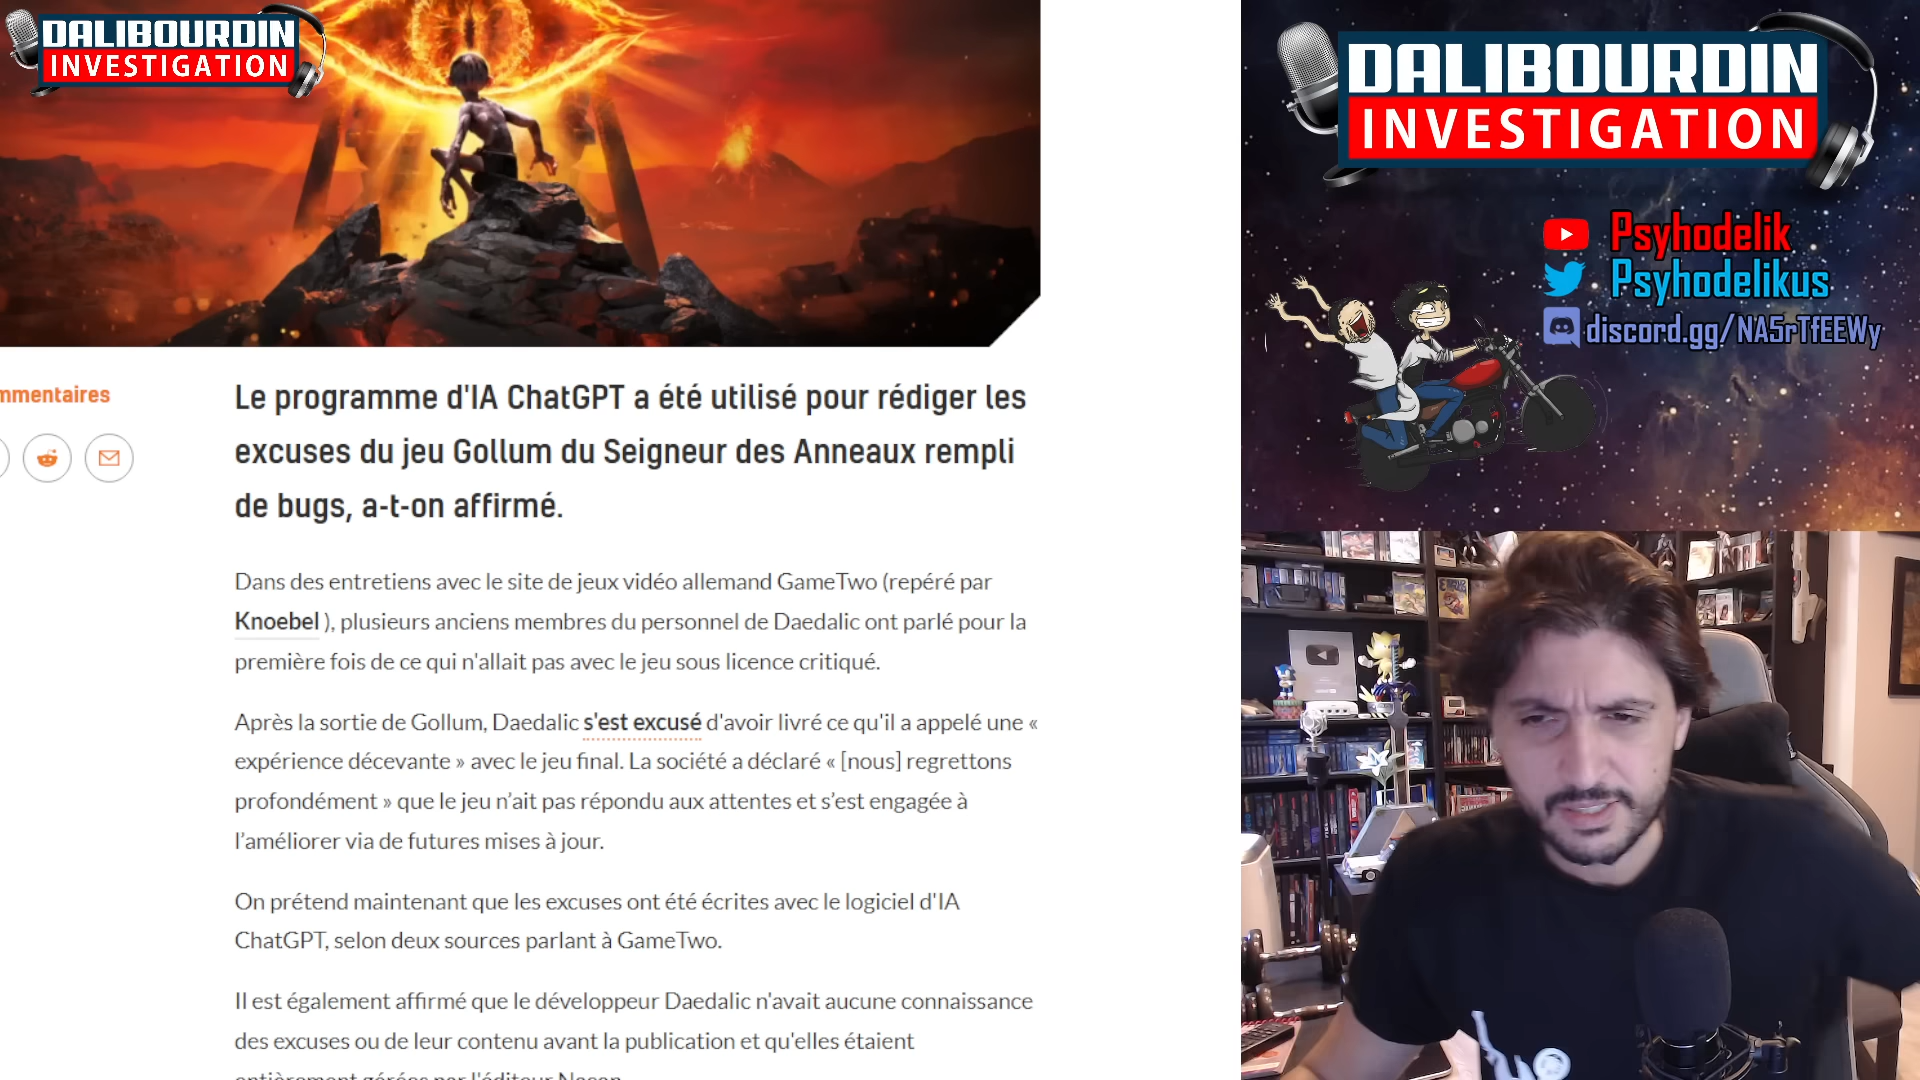 DALIBOURDIN
INVESTIGATION
mmentaires
Le programme d'IA ChatGPT a été utilisé pour rédiger les
excuses du jeu Gollum du Seigneur des Anneaux rempli
de bugs, a-t-on affirmé.
Dans des entretiens avec le site de jeux vidéo allemand GameTwo (repéré par
Knoebel ), plusieurs anciens membres du personnel de Daedalic ont parlé pour la
première fois de ce qui n'allait pas avec le jeu sous licence critiqué.
Après la sortie de Gollum, Daedalic s'est excusé d'avoir livré ce qu'il a appelé une «
expérience décevante » avec le jeu final. La société a déclaré « [nous] regrettons
profondément » que le jeu n’ait pas répondu aux attentes et s’est engagée à
l’améliorer via de futures mises à jour.
On prétend maintenant que les excuses ont été écrites avec le logiciel d'IA
ChatGPT, selon deux sources parlant à GameTwo.
Il est également affirmé que le développeur Daedalic n'avait aucune connaissance
des excuses ou de leur contenu avant la publication et qu'elles étaient
entièrement gérées par l'éditeur Nacon.
DALIBOURDIN
INVESTIGATION
Psyhodelik
Psyhodelikus
discord.gg/NA5rTfEEWy